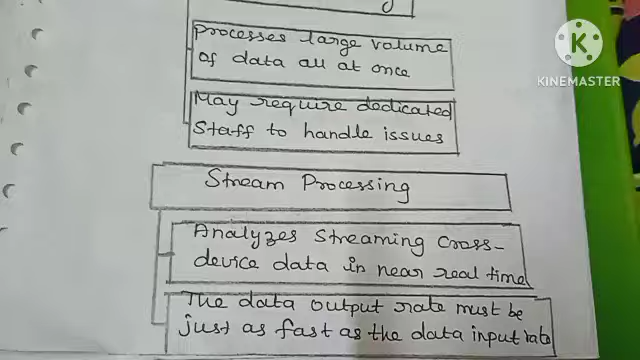 Processes large volume
of data all at once
May require dedicated
Staff to handle issues
Stream Processing
Analyzes streaming cross-
device data in near real time
The data output rate must be
just as fast as the data input rate
KINEMASTER